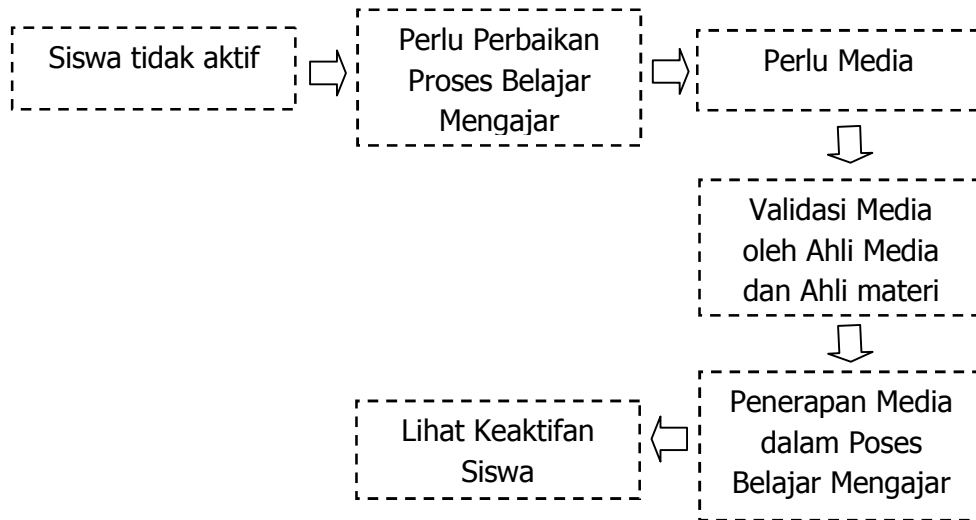 Siswa tidak aktif
Perlu Perbaikan
Proses Belajar
Mengajar
Perlu Media
Validasi Media
oleh Ahli Media
dan Ahli materi
Penerapan Media
dalam Poses
Belajar Mengajar
Lihat Keaktifan
Siswa